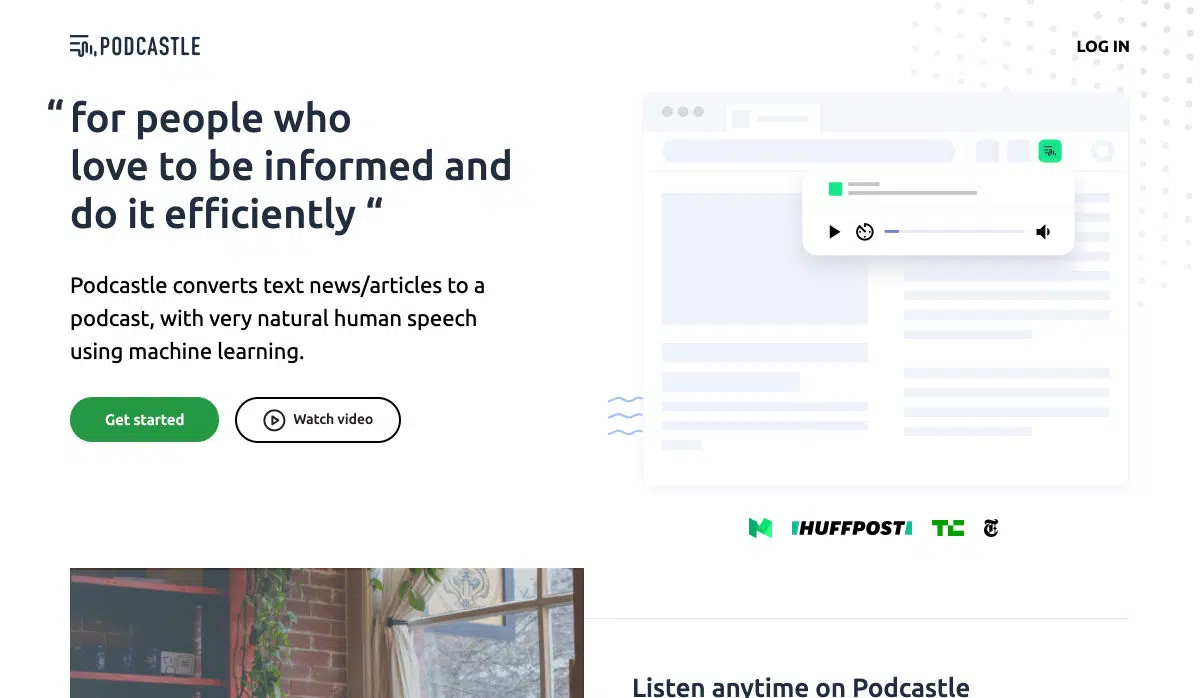 PODCASTLE
LOG IN
“ for people who
love to be informed and
do it efficiently “
Podcastle converts text news/articles to a
podcast, with very natural human speech
using machine learning.
Get started
Watch video
HUFFPOST
TC
T
Listen anytime on Podcastle